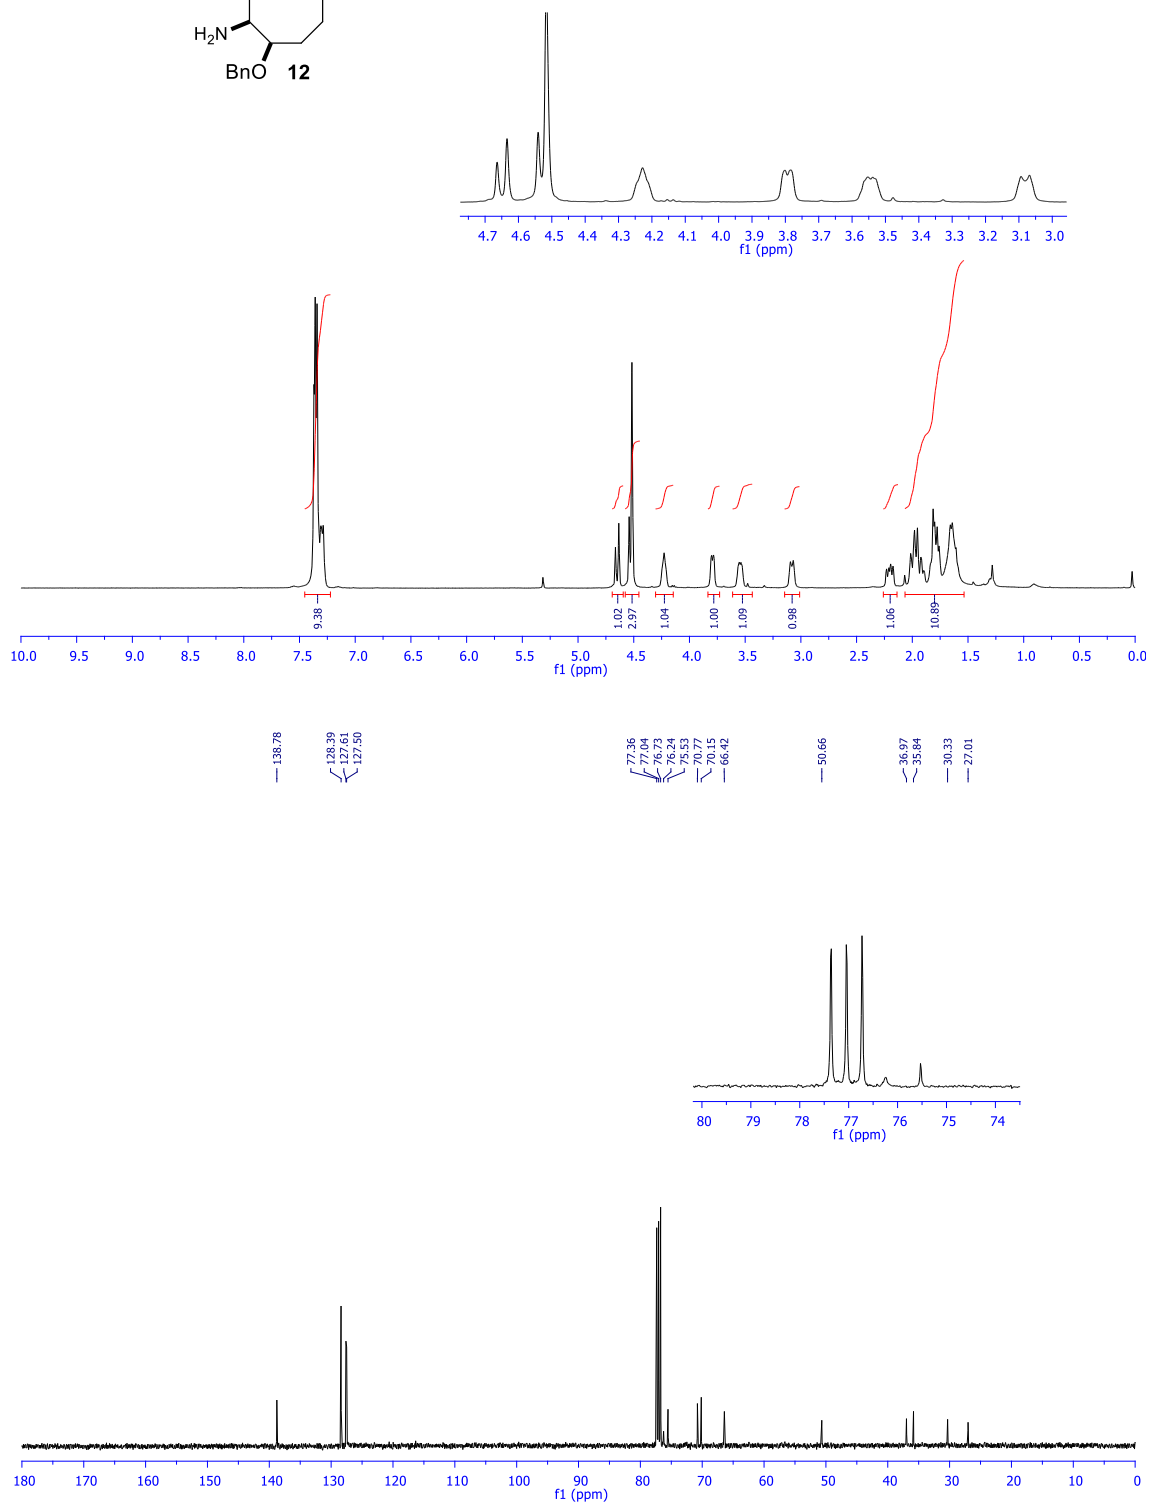 H₂N
BnO 12
4.7 4.6 4.5 4.4 4.3 4.2 4.1 4.0 3.9 3.8 3.7 3.6 3.5 3.4 3.3 3.2 3.1 3.0
f1 (ppm)
9.38 1.02 2.97 1.04 1.00 1.09 0.98 1.06 10.89
10.0 9.5 9.0 8.5 8.0 7.5 7.0 6.5 6.0 5.5 5.0 4.5 4.0 3.5 3.0 2.5 2.0 1.5 1.0 0.5 0.0
f1 (ppm)
138.78 128.39 127.61 127.50 77.36 77.04 76.73 76.24 75.53 70.77 70.15 66.42 50.66 36.97 35.84 30.33 27.01
80 79 78 77 76 75 74
f1 (ppm)
180 170 160 150 140 130 120 110 100 90 80 70 60 50 40 30 20 10 0
f1 (ppm)